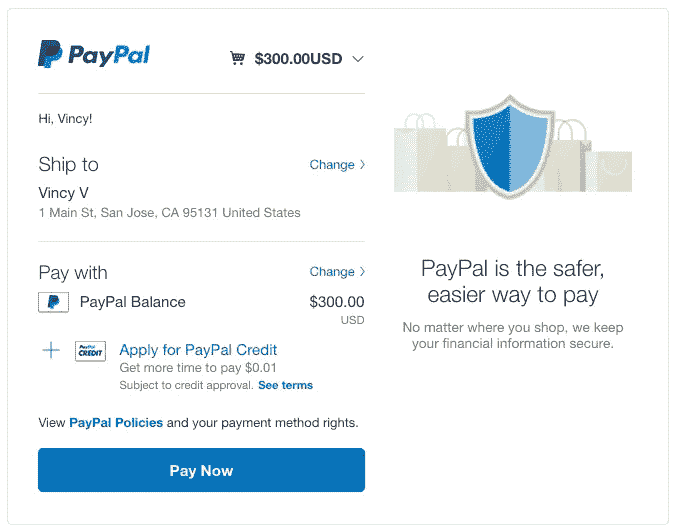 PayPal
$300.00USD
Hi, Vincy!
Ship to
Change
Vincy V
1 Main St, San Jose, CA 95131 United States
Pay with
Change
PayPal Balance
$300.00
USD
PayPal
CREDIT
Apply for PayPal Credit
Get more time to pay $0.01
Subject to credit approval. See terms
View PayPal Policies and your payment method rights.
Pay Now
PayPal is the safer,
easier way to pay
No matter where you shop, we keep
your financial information secure.